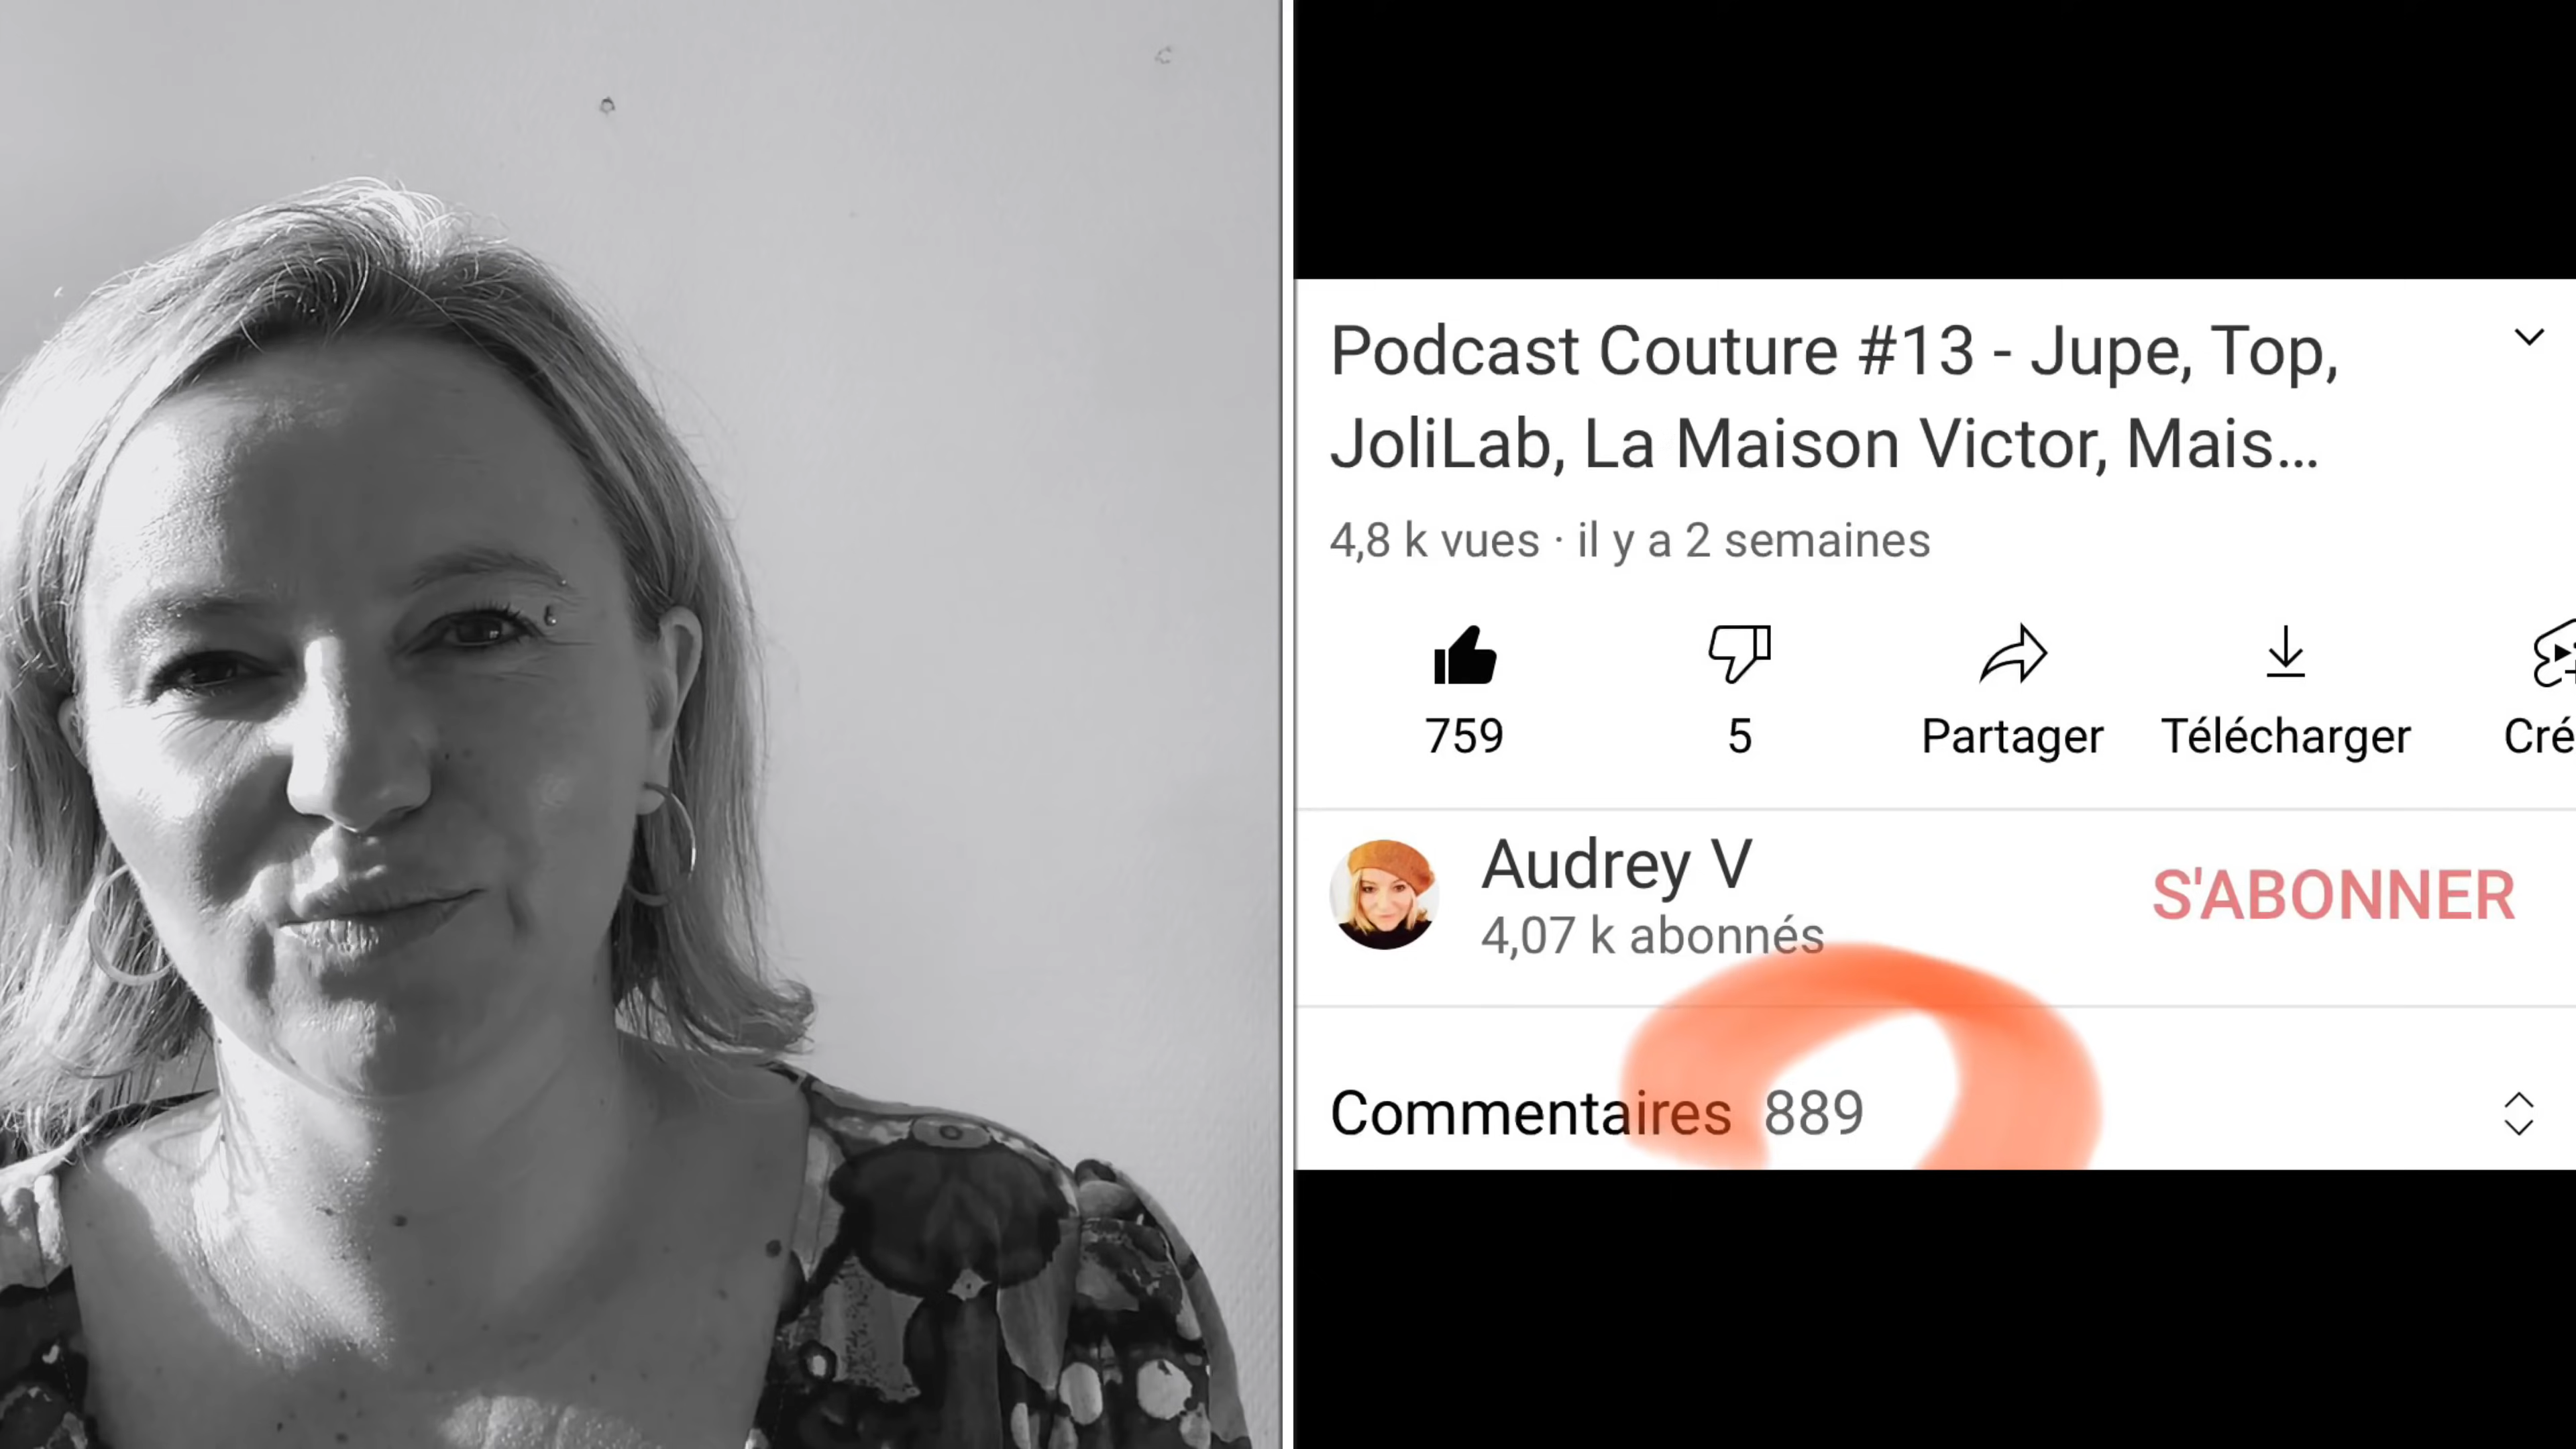 Podcast Couture #13 - Jupe, Top,
JoliLab, La Maison Victor, Mais...
4,8 k vues · il y a 2 semaines
759
5
Partager
Télécharger
Cré
Audrey V
4,07 k abonnés
S'ABONNER
Commentaires 889